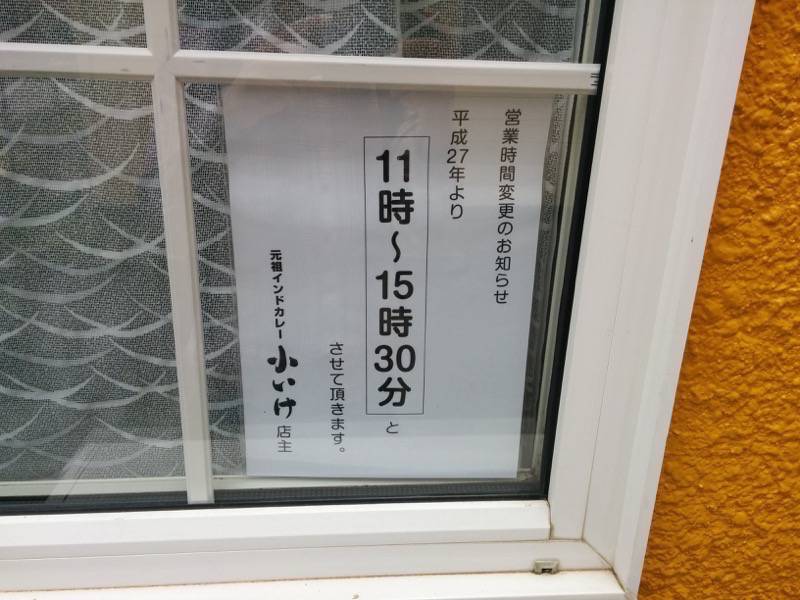 営業時間変更のお知らせ
平成27年より
11時〜15時30分と
させて頂きます。
元祖インドカレー小いけ店主